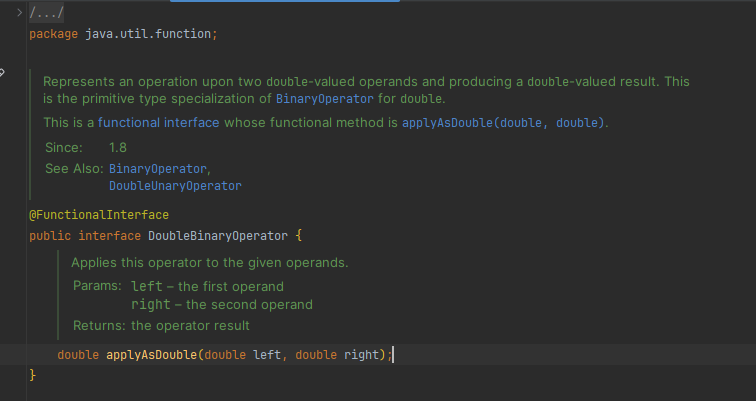 /.../
package java.util.function;
Represents an operation upon two double-valued operands and producing a double-valued result. This
is the primitive type specialization of BinaryOperator for double.
This is a functional interface whose functional method is applyAsDouble(double, double).
Since: 1.8
See Also: BinaryOperator,
DoubleUnaryOperator
@FunctionalInterface
public interface DoubleBinaryOperator {
Applies this operator to the given operands.
Params: left – the first operand
right – the second operand
Returns: the operator result
double applyAsDouble(double left, double right);
}